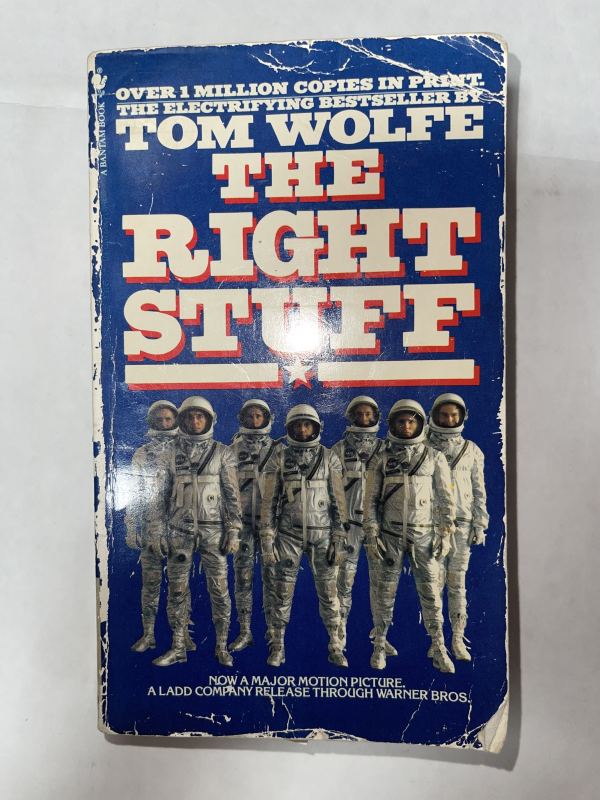 OVER 1 MILLION COPIES IN PRINT.
THE ELECTRIFYING BESTSELLER BY
TOM WOLFE
THE
RIGHT
STUFF
NOW A MAJOR MOTION PICTURE.
A LADD COMPANY RELEASE THROUGH WARNER BROS.
A BANTAM BOOK